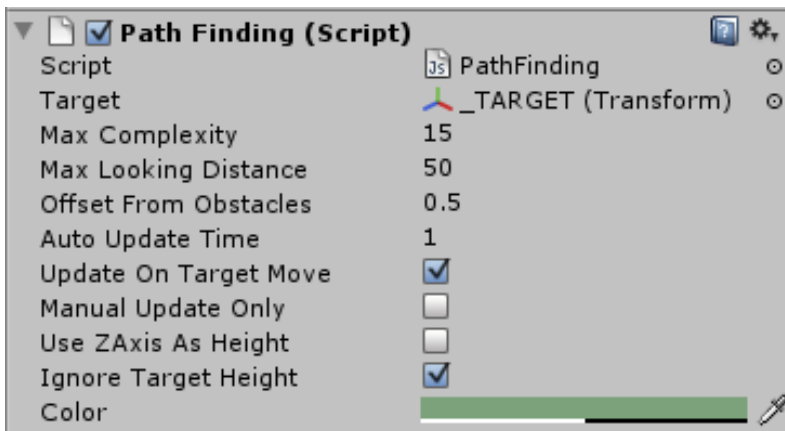 Path Finding (Script)
Script JS PathFinding
Target _TARGET (Transform)
Max Complexity 15
Max Looking Distance 50
Offset From Obstacles 0.5
Auto Update Time 1
Update On Target Move
Manual Update Only
Use ZAxis As Height
Ignore Target Height
Color